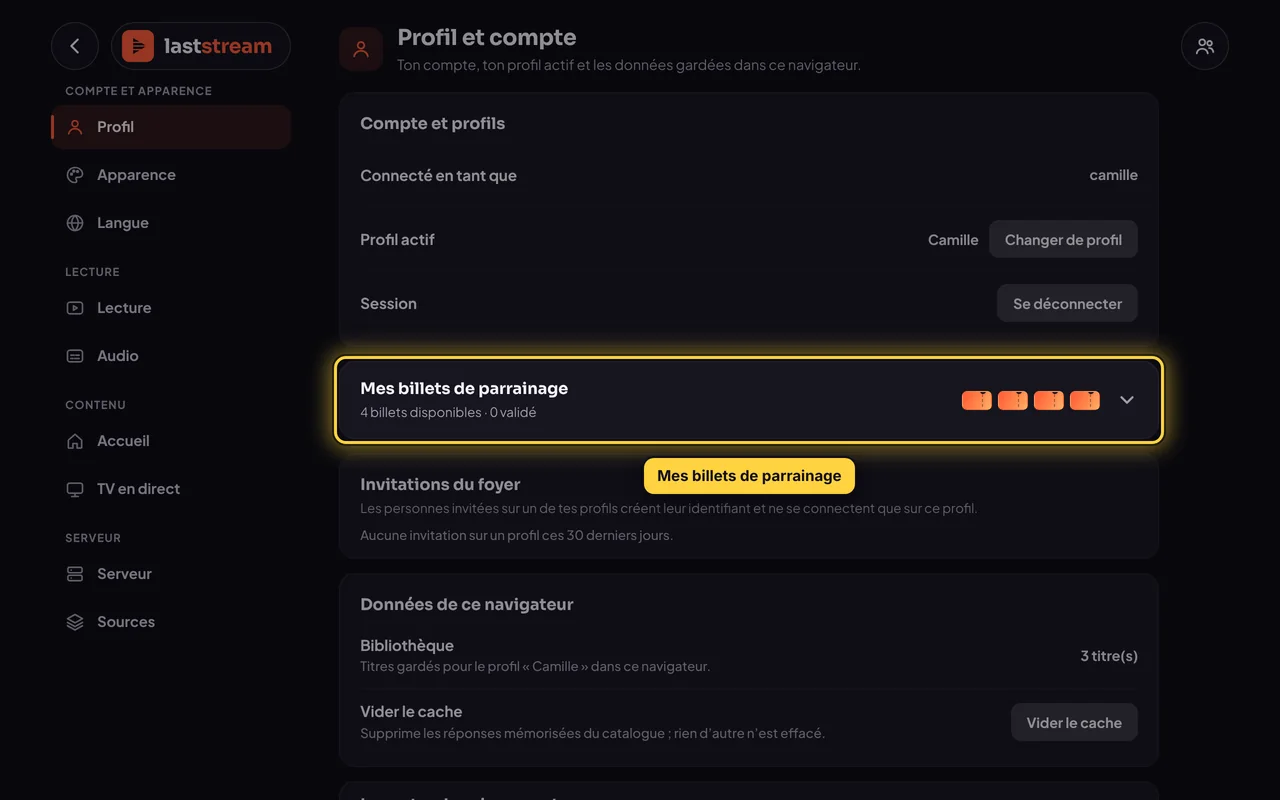 laststream
COMPTE ET APPARENCE
Profil
Apparence
Langue
LECTURE
Lecture
Audio
CONTENU
Accueil
TV en direct
SERVEUR
Serveur
Sources
Profil et compte
Ton compte, ton profil actif et les données gardées dans ce navigateur.
Compte et profils
Connecté en tant que
camille
Profil actif
Camille
Changer de profil
Session
Se déconnecter
Mes billets de parrainage
4 billets disponibles · 0 validé
Mes billets de parrainage
Invitations du foyer
Les personnes invitées sur un de tes profils créent leur identifiant et ne se connectent que sur ce profil.
Aucune invitation sur un profil ces 30 derniers jours.
Données de ce navigateur
Bibliothèque
Titres gardés pour le profil « Camille » dans ce navigateur.
3 titre(s)
Vider le cache
Supprime les réponses mémorisées du catalogue ; rien d’autre n’est effacé.
Vider le cache